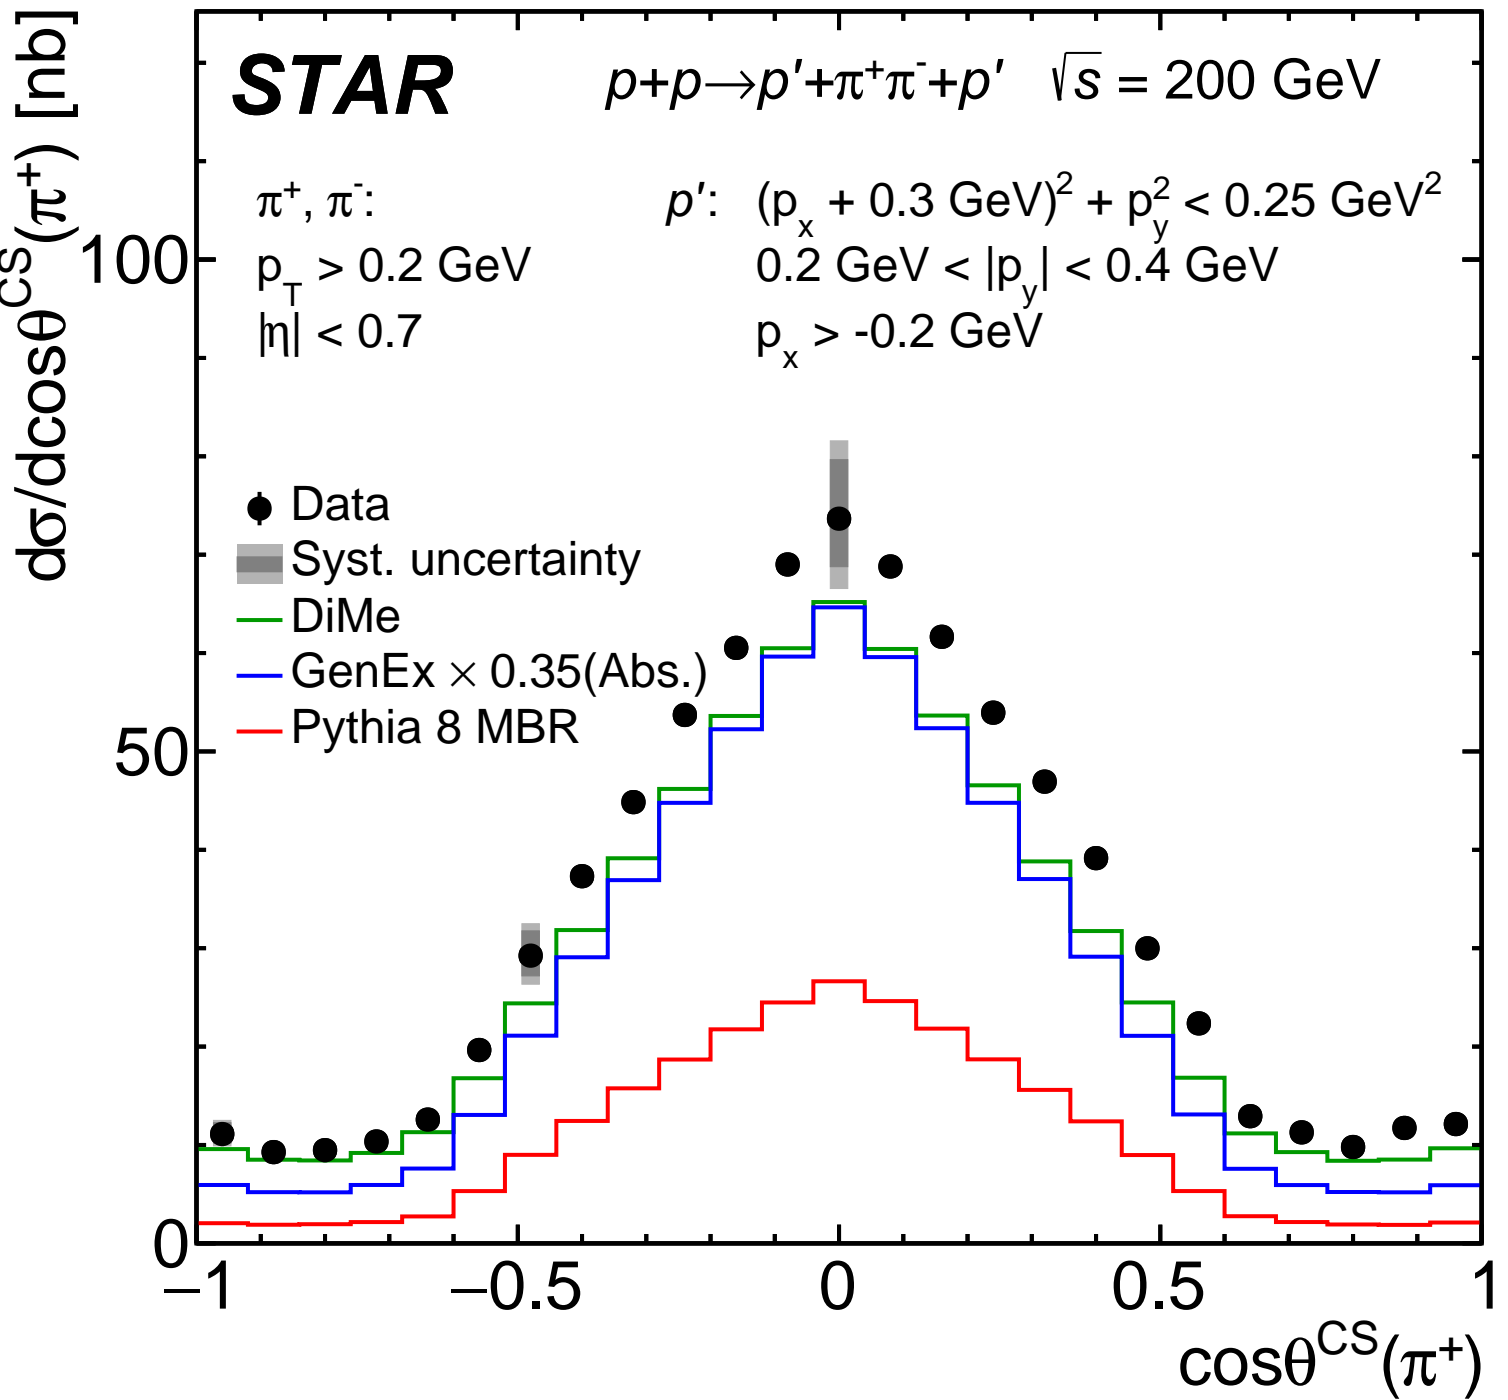 dσ/dcosθ^CS(π⁺) [nb]
STAR p+p→p′+π⁺π⁻+p′ √s = 200 GeV
π⁺, π⁻: p′: (p_x + 0.3 GeV)² + p_y² < 0.25 GeV²
p_T > 0.2 GeV 0.2 GeV < |p_y| < 0.4 GeV
|η| < 0.7 p_x > -0.2 GeV
Data
Syst. uncertainty
DiMe
GenEx × 0.35(Abs.)
Pythia 8 MBR
100
50
0
−1 −0.5 0 0.5 1
cosθ^CS(π⁺)